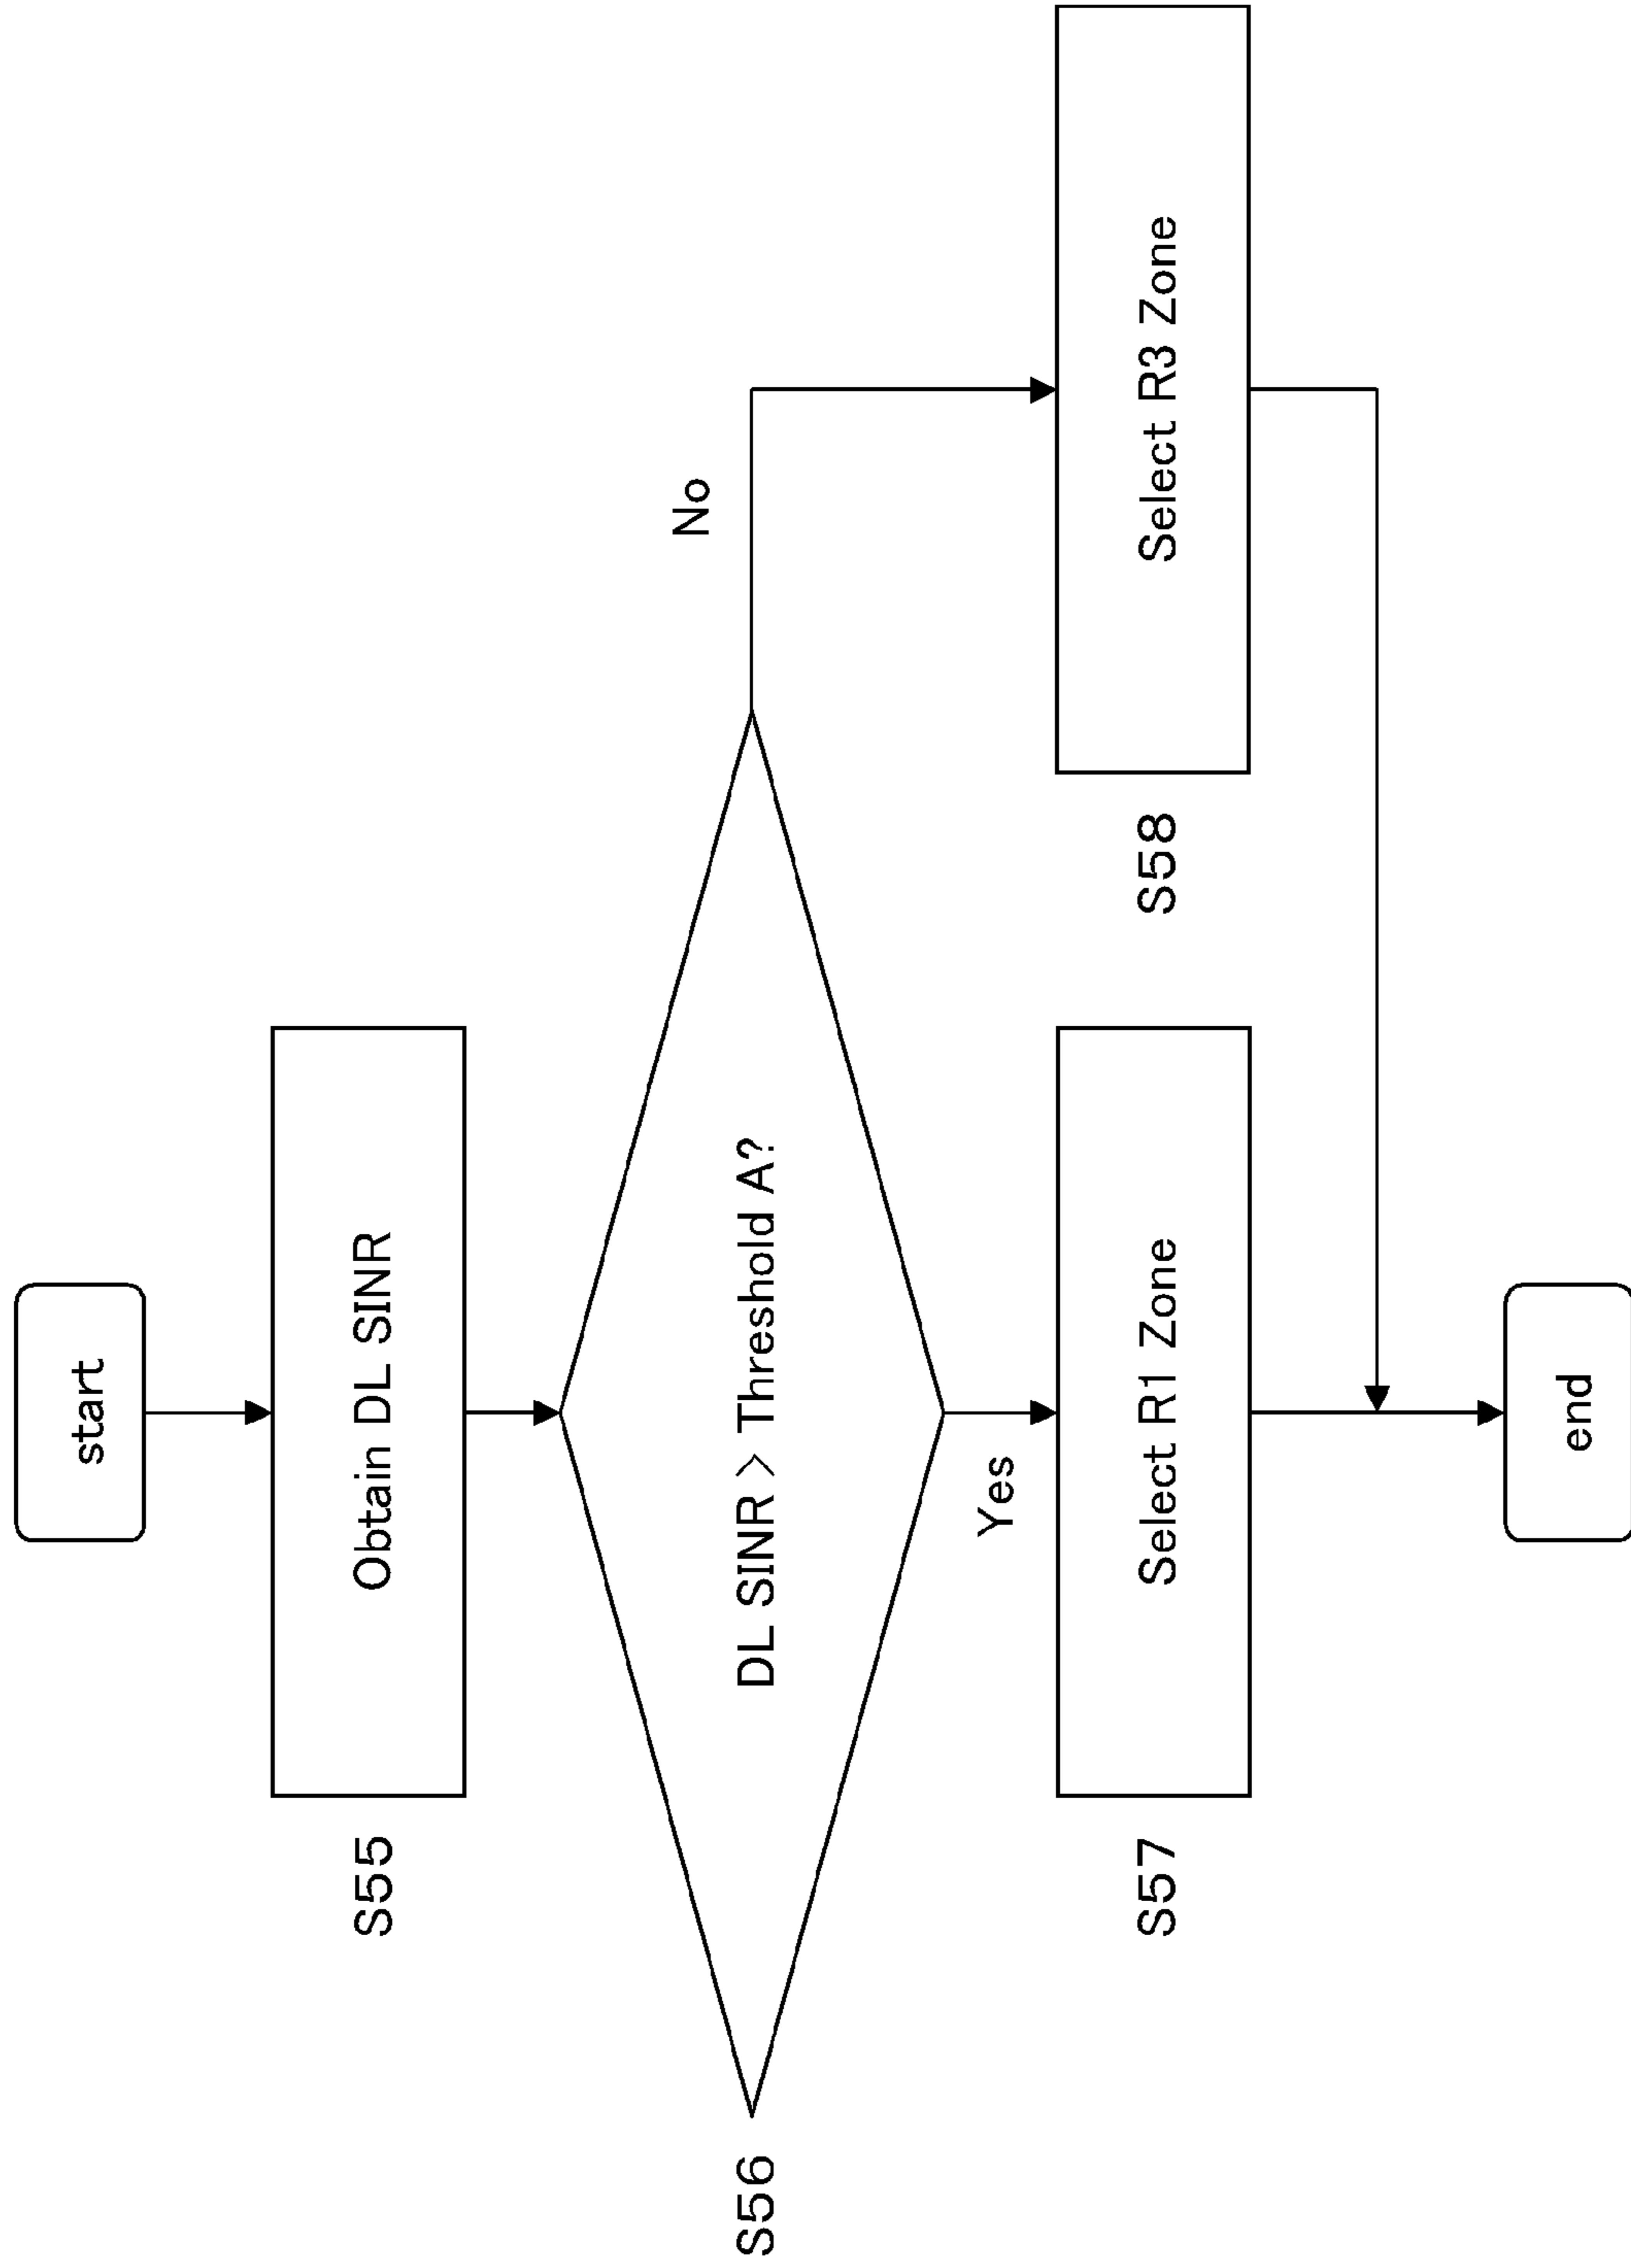 start
S55
Obtain DL SINR
S56
DL SINR > Threshold A?
No
Yes
S57
Select R1 Zone
S58
Select R3 Zone
end